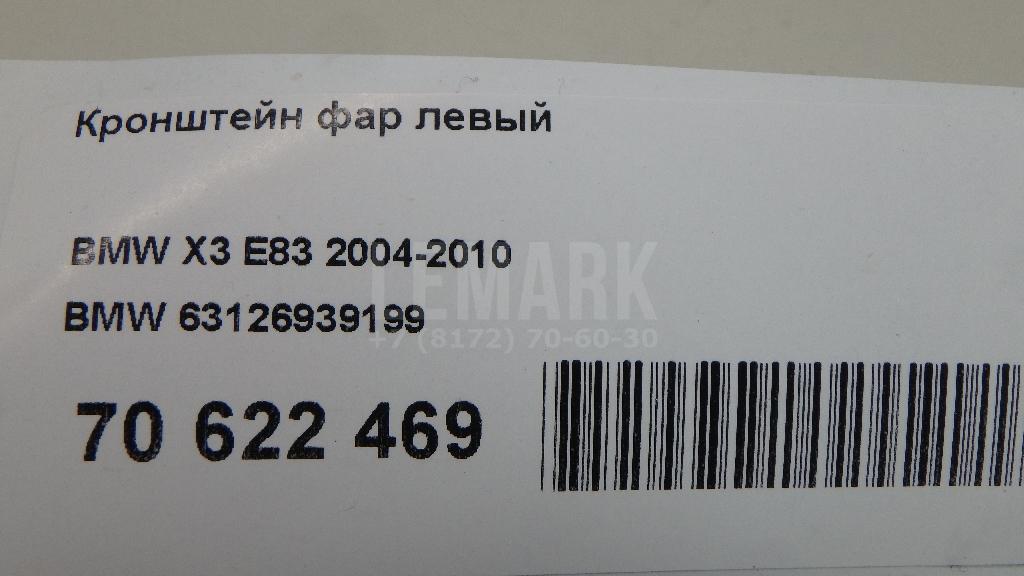 Кронштейн фар левый
BMW X3 E83 2004-2010
LEMARK
BMW 63126939199
+7 (8172) 70-60-30
70 622 469